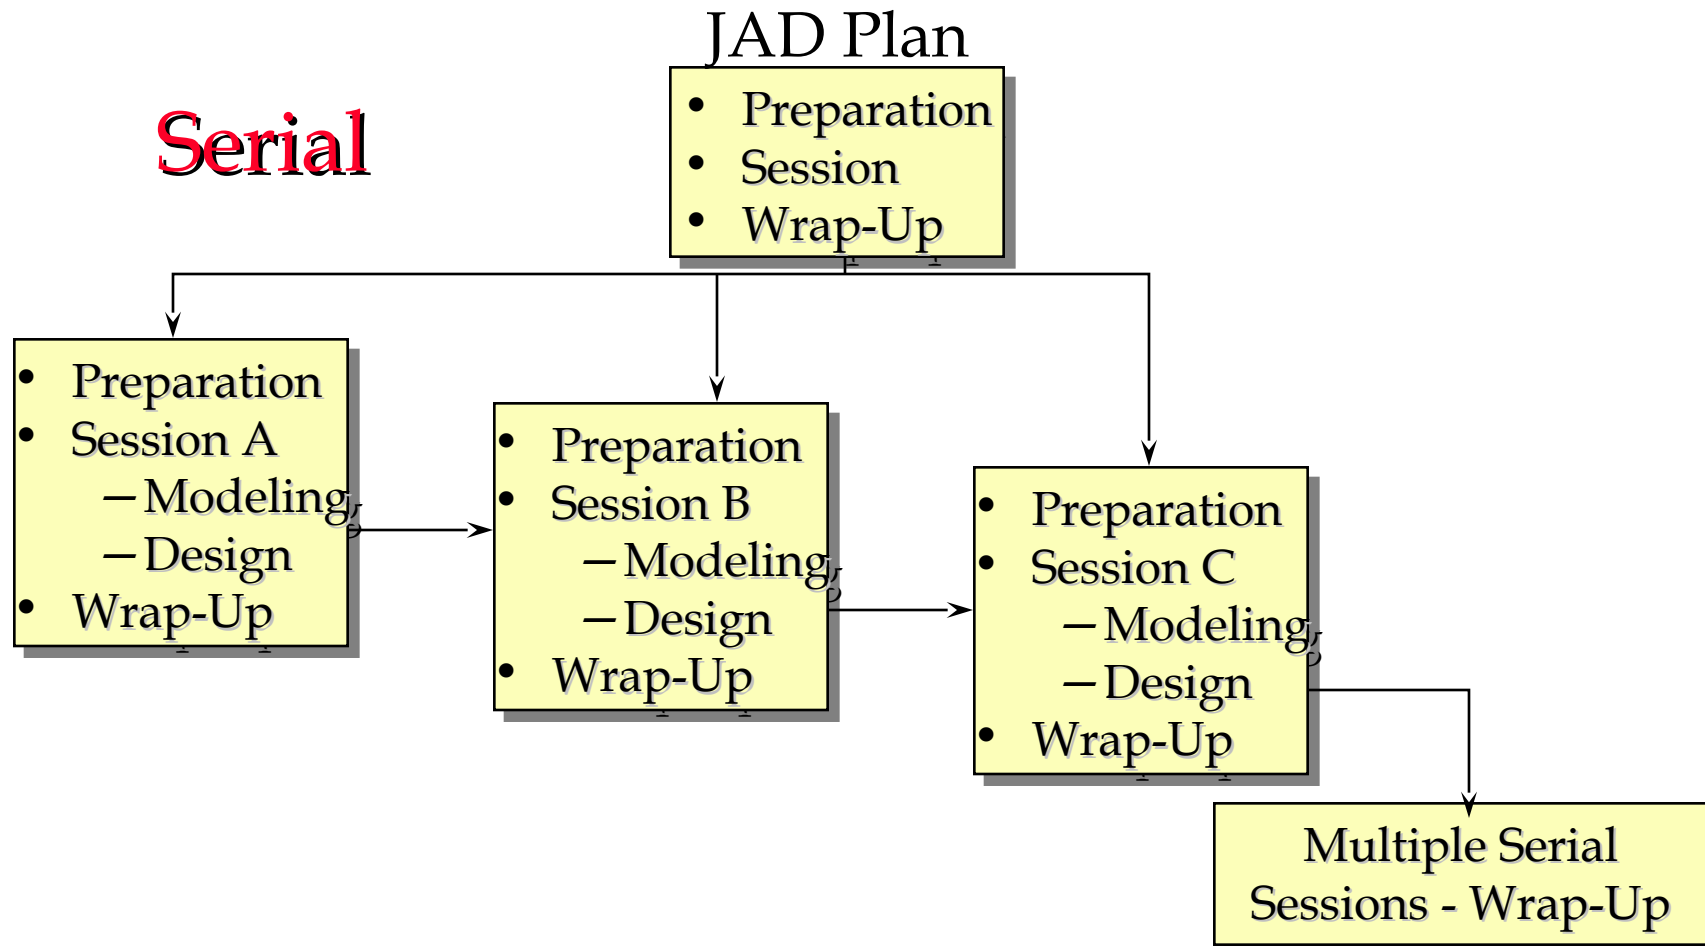 JAD Plan
Serial
• Preparation
• Session
• Wrap-Up
• Preparation
• Session A
– Modeling,
– Design
• Wrap-Up
• Preparation
• Session B
– Modeling,
– Design
• Wrap-Up
• Preparation
• Session C
– Modeling,
– Design
• Wrap-Up
Multiple Serial
Sessions - Wrap-Up